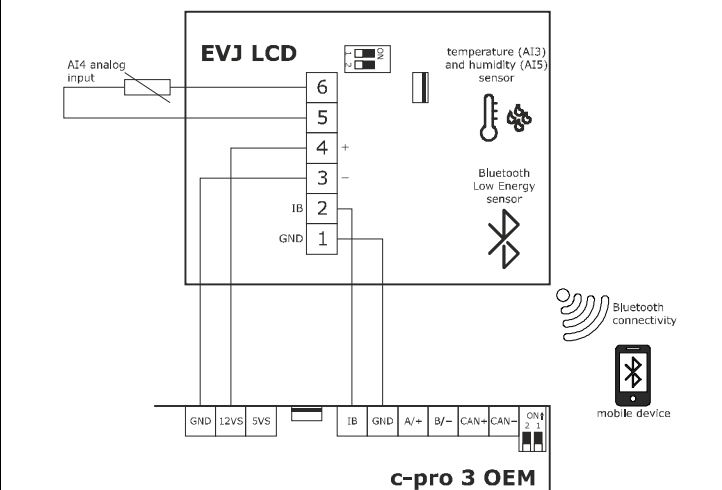 EVJ LCD
ON
1 2
temperature (AI3)
and humidity (AI5)
sensor
AI4 analog
input
6
5
4 +
3 −
IB 2
GND 1
Bluetooth
Low Energy
sensor
Bluetooth
connectivity
mobile device
GND 12VS 5VS IB GND A/+ B/− CAN+ CAN−
ON
2 1
c-pro 3 OEM